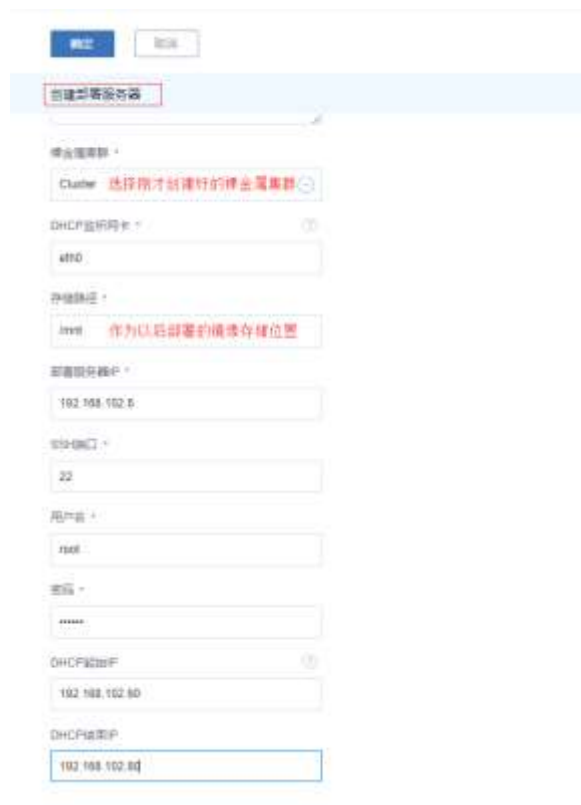 确定 取消
创建部署服务器
裸金属集群 *
Cluster 选择刚才创建好的裸金属集群
DHCP监听网卡 *
eth0
存储路径 *
/mnt 作为以后部署的镜像存储位置
部署服务器IP *
192.168.102.
SSH端口 *
22
用户名 *
root
密码 *
••••••
DHCP起始IP
192.168.102.60
DHCP结束IP
192.168.102.80